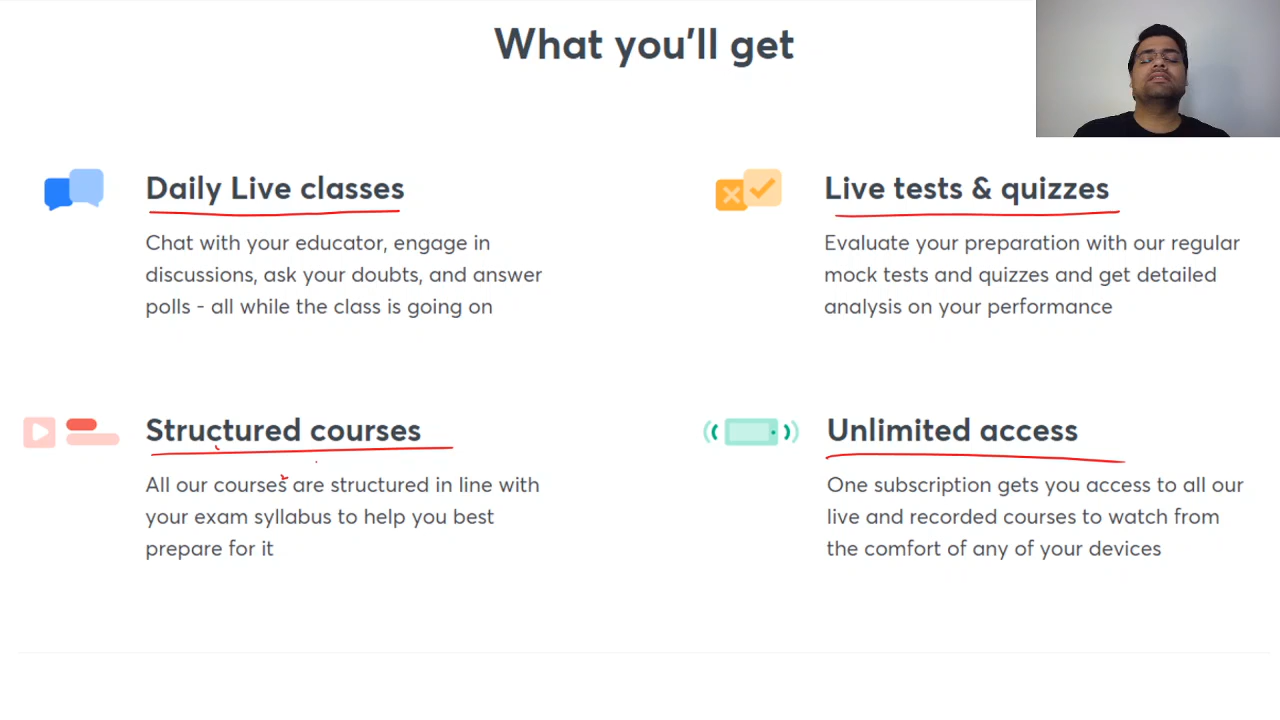 What you'll get
Daily Live classes
Chat with your educator, engage in
discussions, ask your doubts, and answer
polls - all while the class is going on
Live tests & quizzes
Evaluate your preparation with our regular
mock tests and quizzes and get detailed
analysis on your performance
Structured courses
All our courses are structured in line with
your exam syllabus to help you best
prepare for it
Unlimited access
One subscription gets you access to all our
live and recorded courses to watch from
the comfort of any of your devices